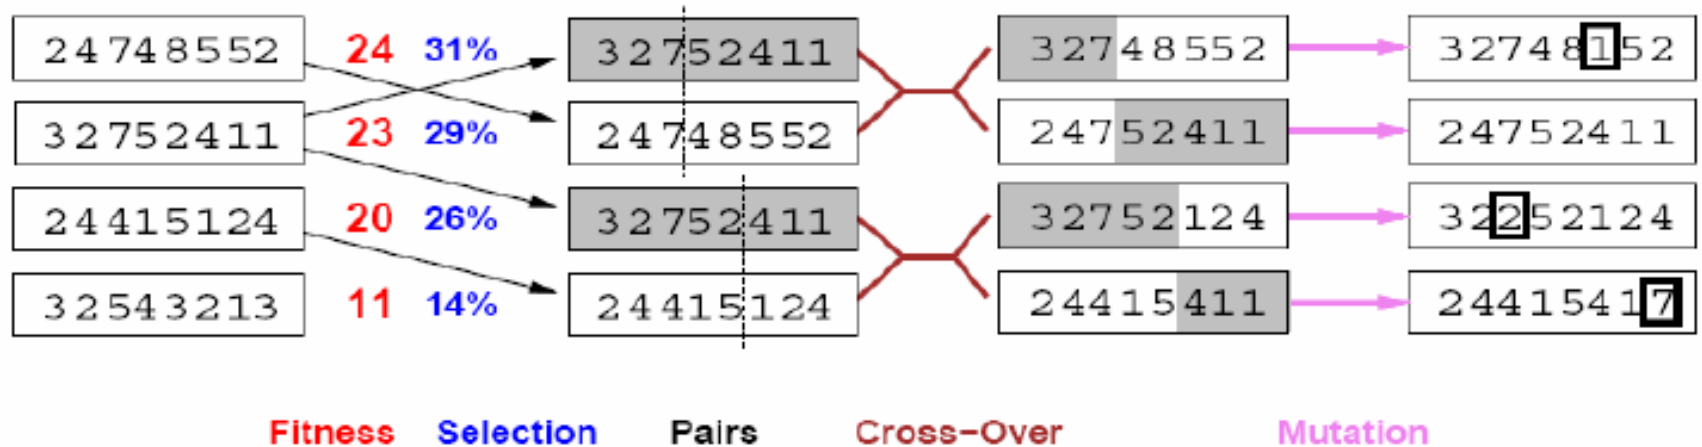 24748552 24 31% 32752411 32748552 32748152
32752411 23 29% 24748552 24752411 24752411
24415124 20 26% 32752411 32752124 32252124
32543213 11 14% 24415124 24415411 24415417
Fitness Selection Pairs Cross-Over Mutation